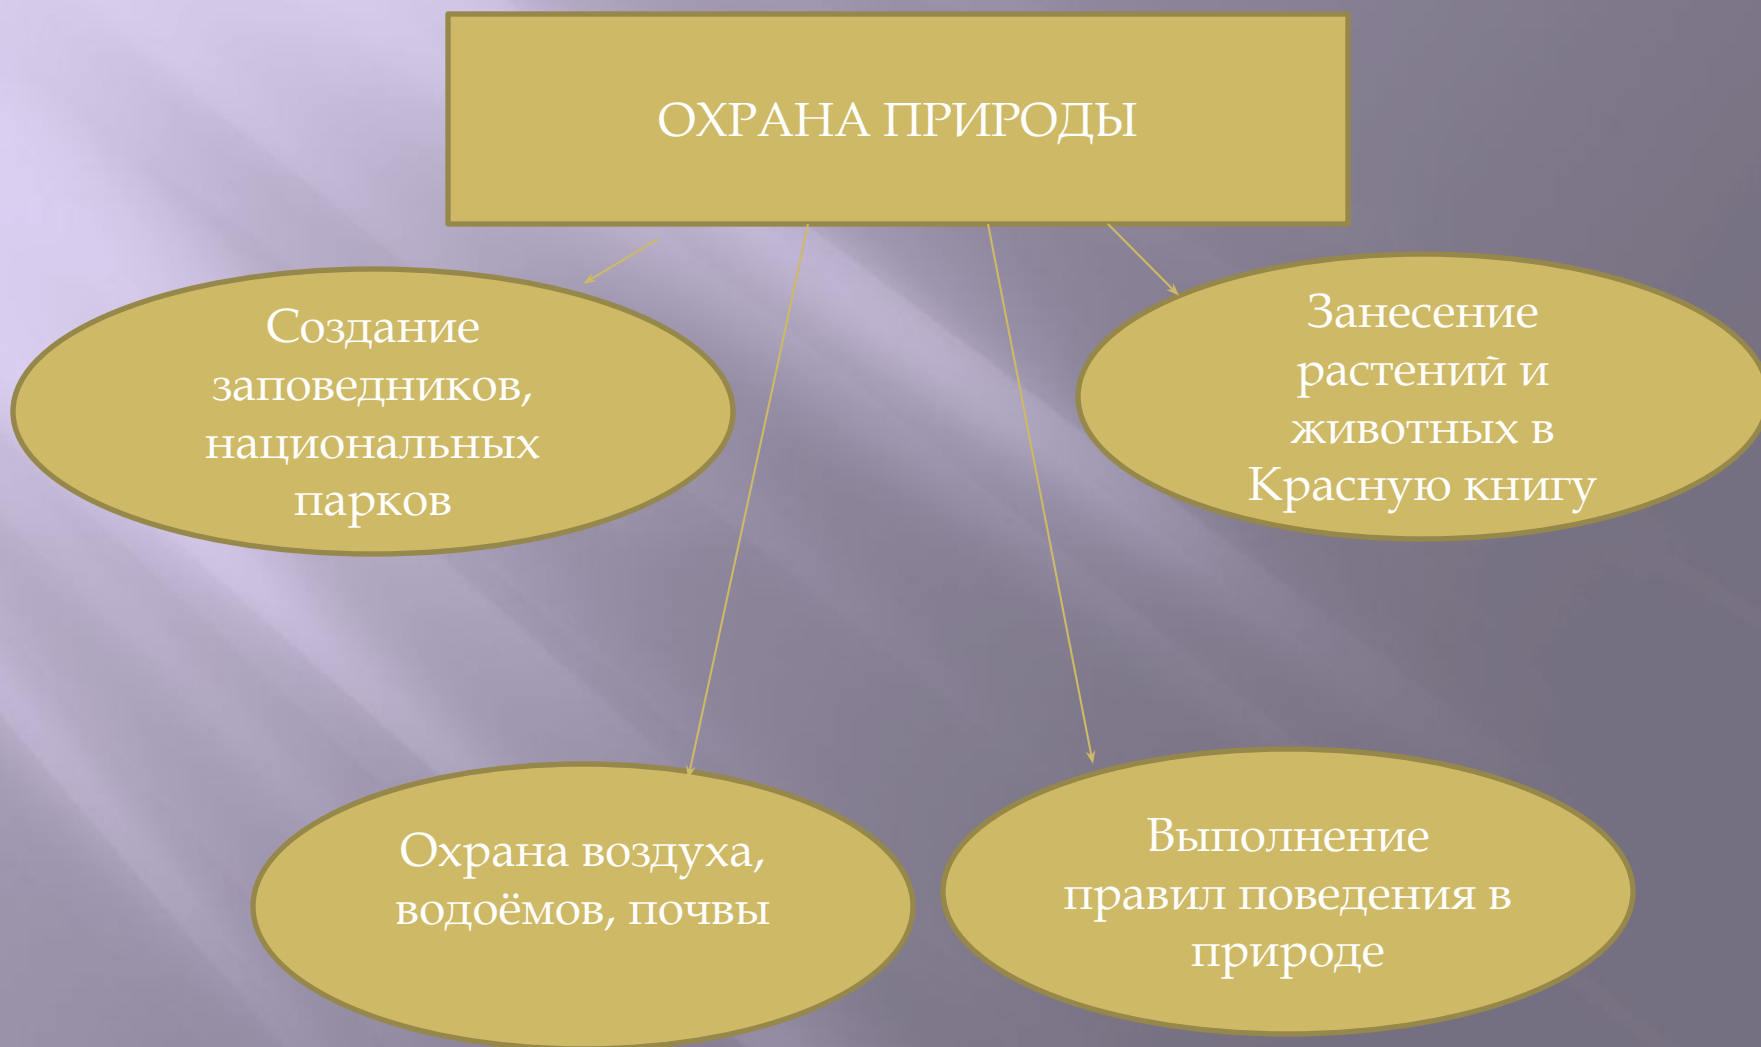 ОХРАНА ПРИРОДЫ
Создание
заповедников,
национальных
парков
Занесение
растений и
животных в
Красную книгу
Охрана воздуха,
водоёмов, почвы
Выполнение
правил поведения в
природе